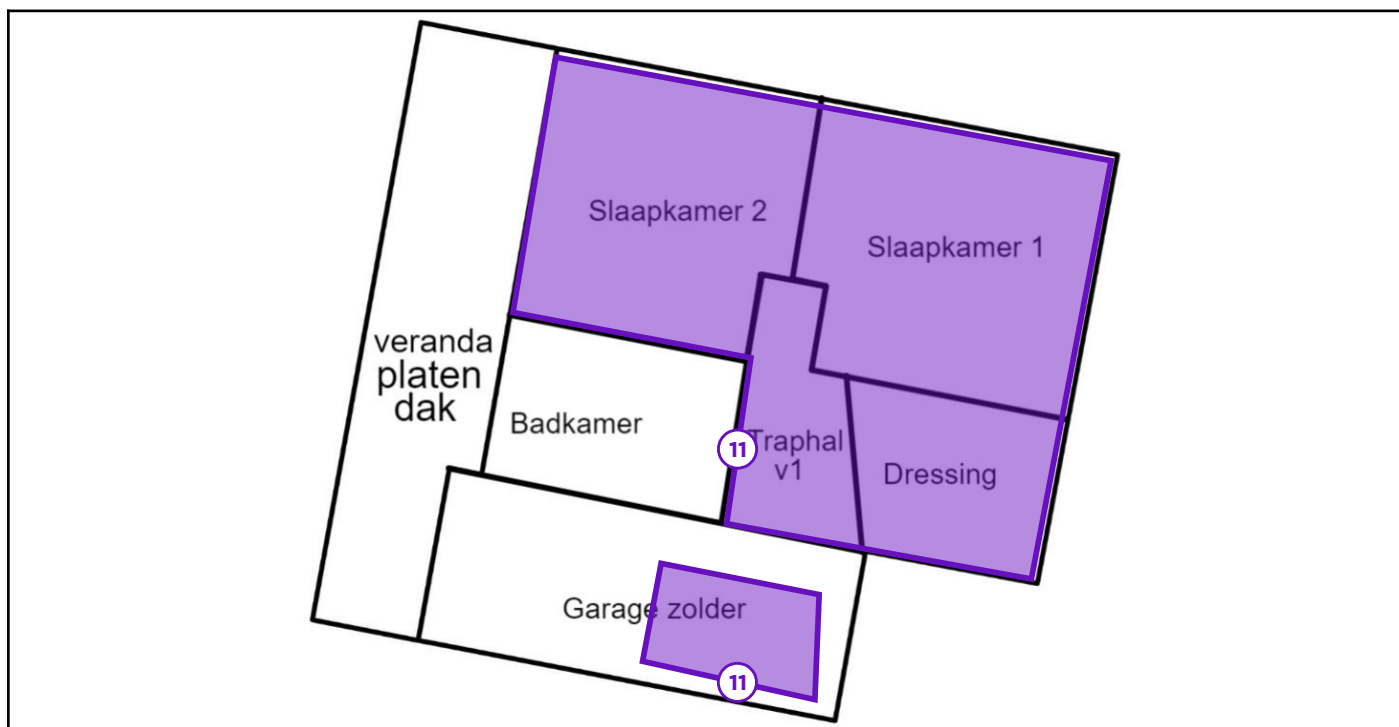 Slaapkamer 2
Slaapkamer 1
veranda
platen
dak
Badkamer
11
Traphal
v1
Dressing
Garage zolder
11